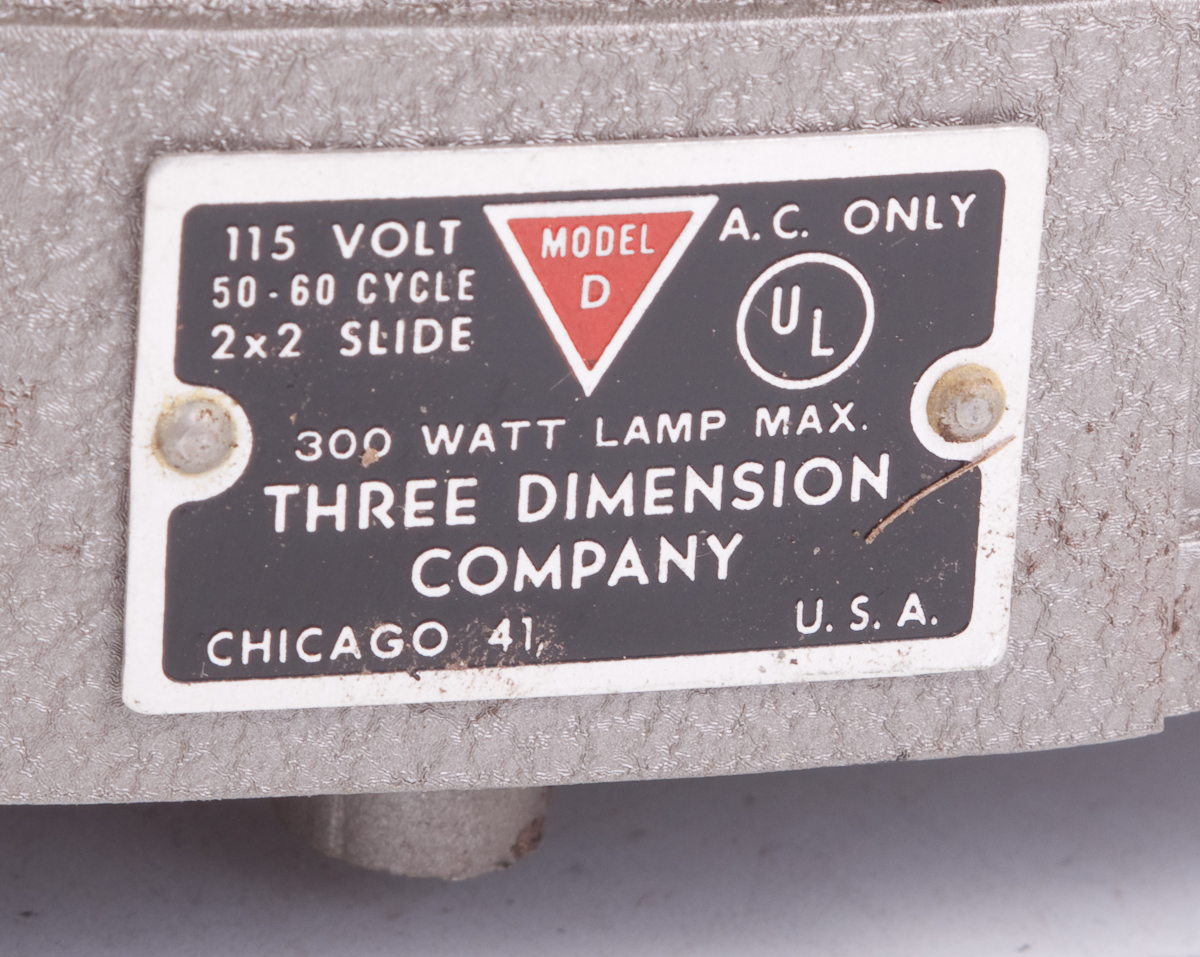 115 VOLT
50-60 CYCLE
2x2 SLIDE
MODEL
D
A.C. ONLY
UL
300 WATT LAMP MAX.
THREE DIMENSION
COMPANY
CHICAGO 41,
U.S.A.